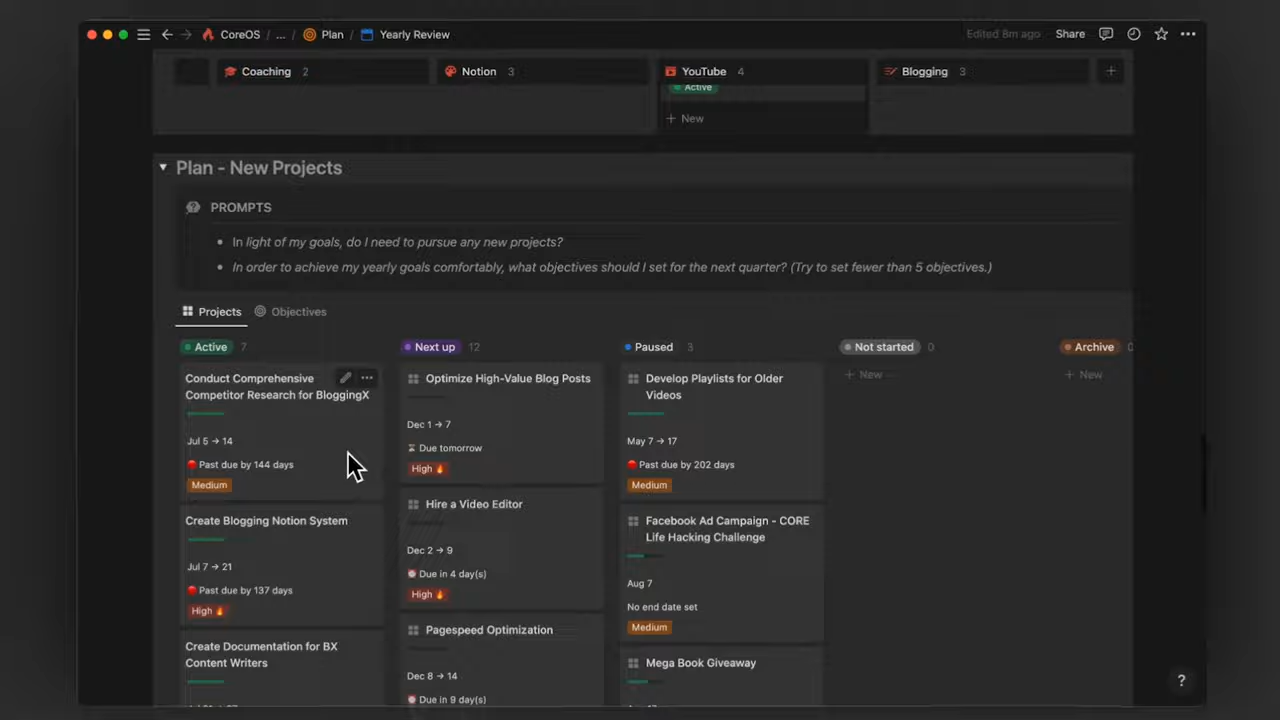 CoreOS / ... / Plan / Yearly Review
Edited 8m ago Share
Coaching 2 Notion 3 YouTube 4 Blogging 3
Active
New
Plan - New Projects
PROMPTS
In light of my goals, do I need to pursue any new projects?
In order to achieve my yearly goals comfortably, what objectives should I set for the next quarter? (Try to set fewer than 5 objectives.)
Projects Objectives
Active 7
Next up 12
Paused 3
Not started 0
Archive 0
Conduct Comprehensive
Competitor Research for BloggingX
Jul 5 → 14
Past due by 144 days
Medium
Create Blogging Notion System
Jul 7 → 21
Past due by 137 days
High
Create Documentation for BX
Content Writers
Optimize High-Value Blog Posts
Dec 1 → 7
Due tomorrow
High
Hire a Video Editor
Dec 2 → 9
Due in 4 day(s)
High
Pagespeed Optimization
Dec 8 → 14
Due in 9 day(s)
Develop Playlists for Older
Videos
May 7 → 17
Past due by 202 days
Medium
Facebook Ad Campaign - CORE
Life Hacking Challenge
Aug 7
No end date set
Medium
Mega Book Giveaway
New
New
?